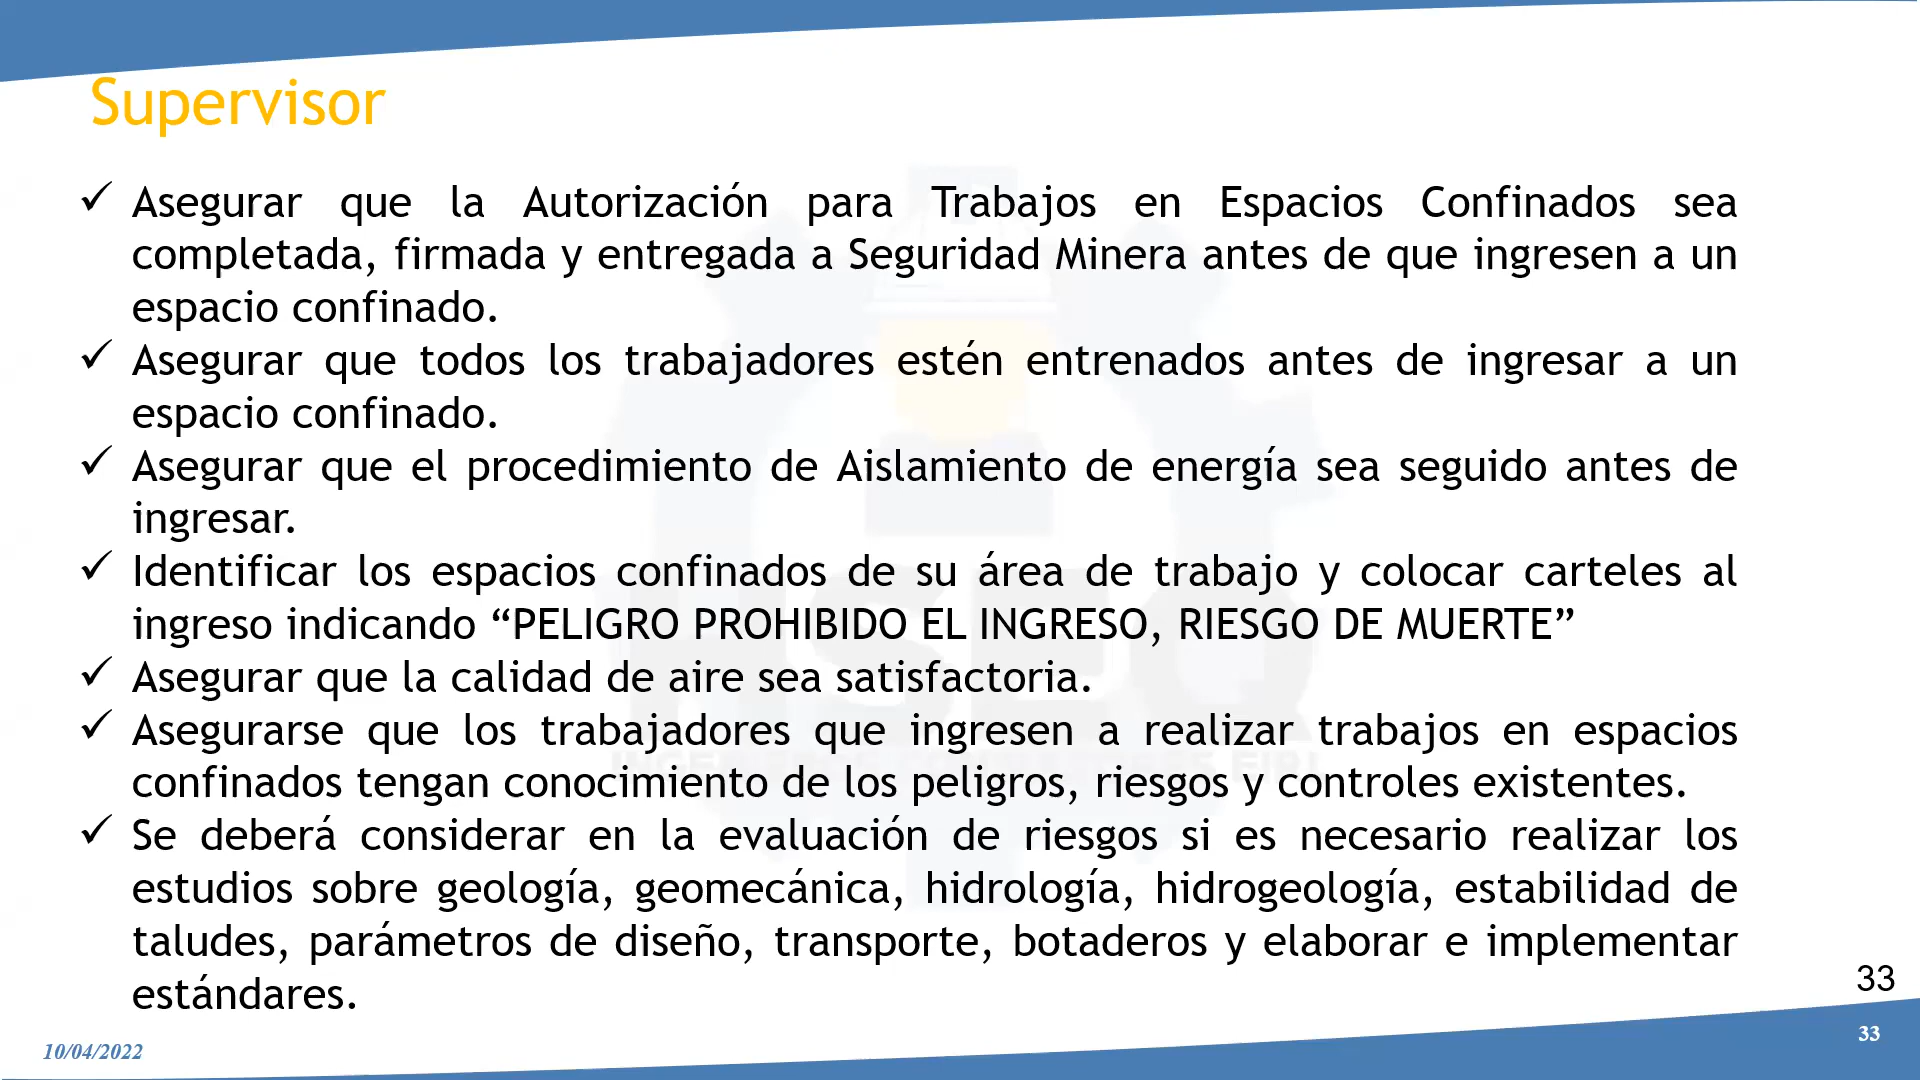 Supervisor
✓ Asegurar que la Autorización para Trabajos en Espacios Confinados sea
completada, firmada y entregada a Seguridad Minera antes de que ingresen a un
espacio confinado.
✓ Asegurar que todos los trabajadores estén entrenados antes de ingresar a un
espacio confinado.
✓ Asegurar que el procedimiento de Aislamiento de energía sea seguido antes de
ingresar.
✓ Identificar los espacios confinados de su área de trabajo y colocar carteles al
ingreso indicando “PELIGRO PROHIBIDO EL INGRESO, RIESGO DE MUERTE”
✓ Asegurar que la calidad de aire sea satisfactoria.
✓ Asegurarse que los trabajadores que ingresen a realizar trabajos en espacios
confinados tengan conocimiento de los peligros, riesgos y controles existentes.
✓ Se deberá considerar en la evaluación de riesgos si es necesario realizar los
estudios sobre geología, geomecánica, hidrología, hidrogeología, estabilidad de
taludes, parámetros de diseño, transporte, botaderos y elaborar e implementar
estándares.
33
33
10/04/2022